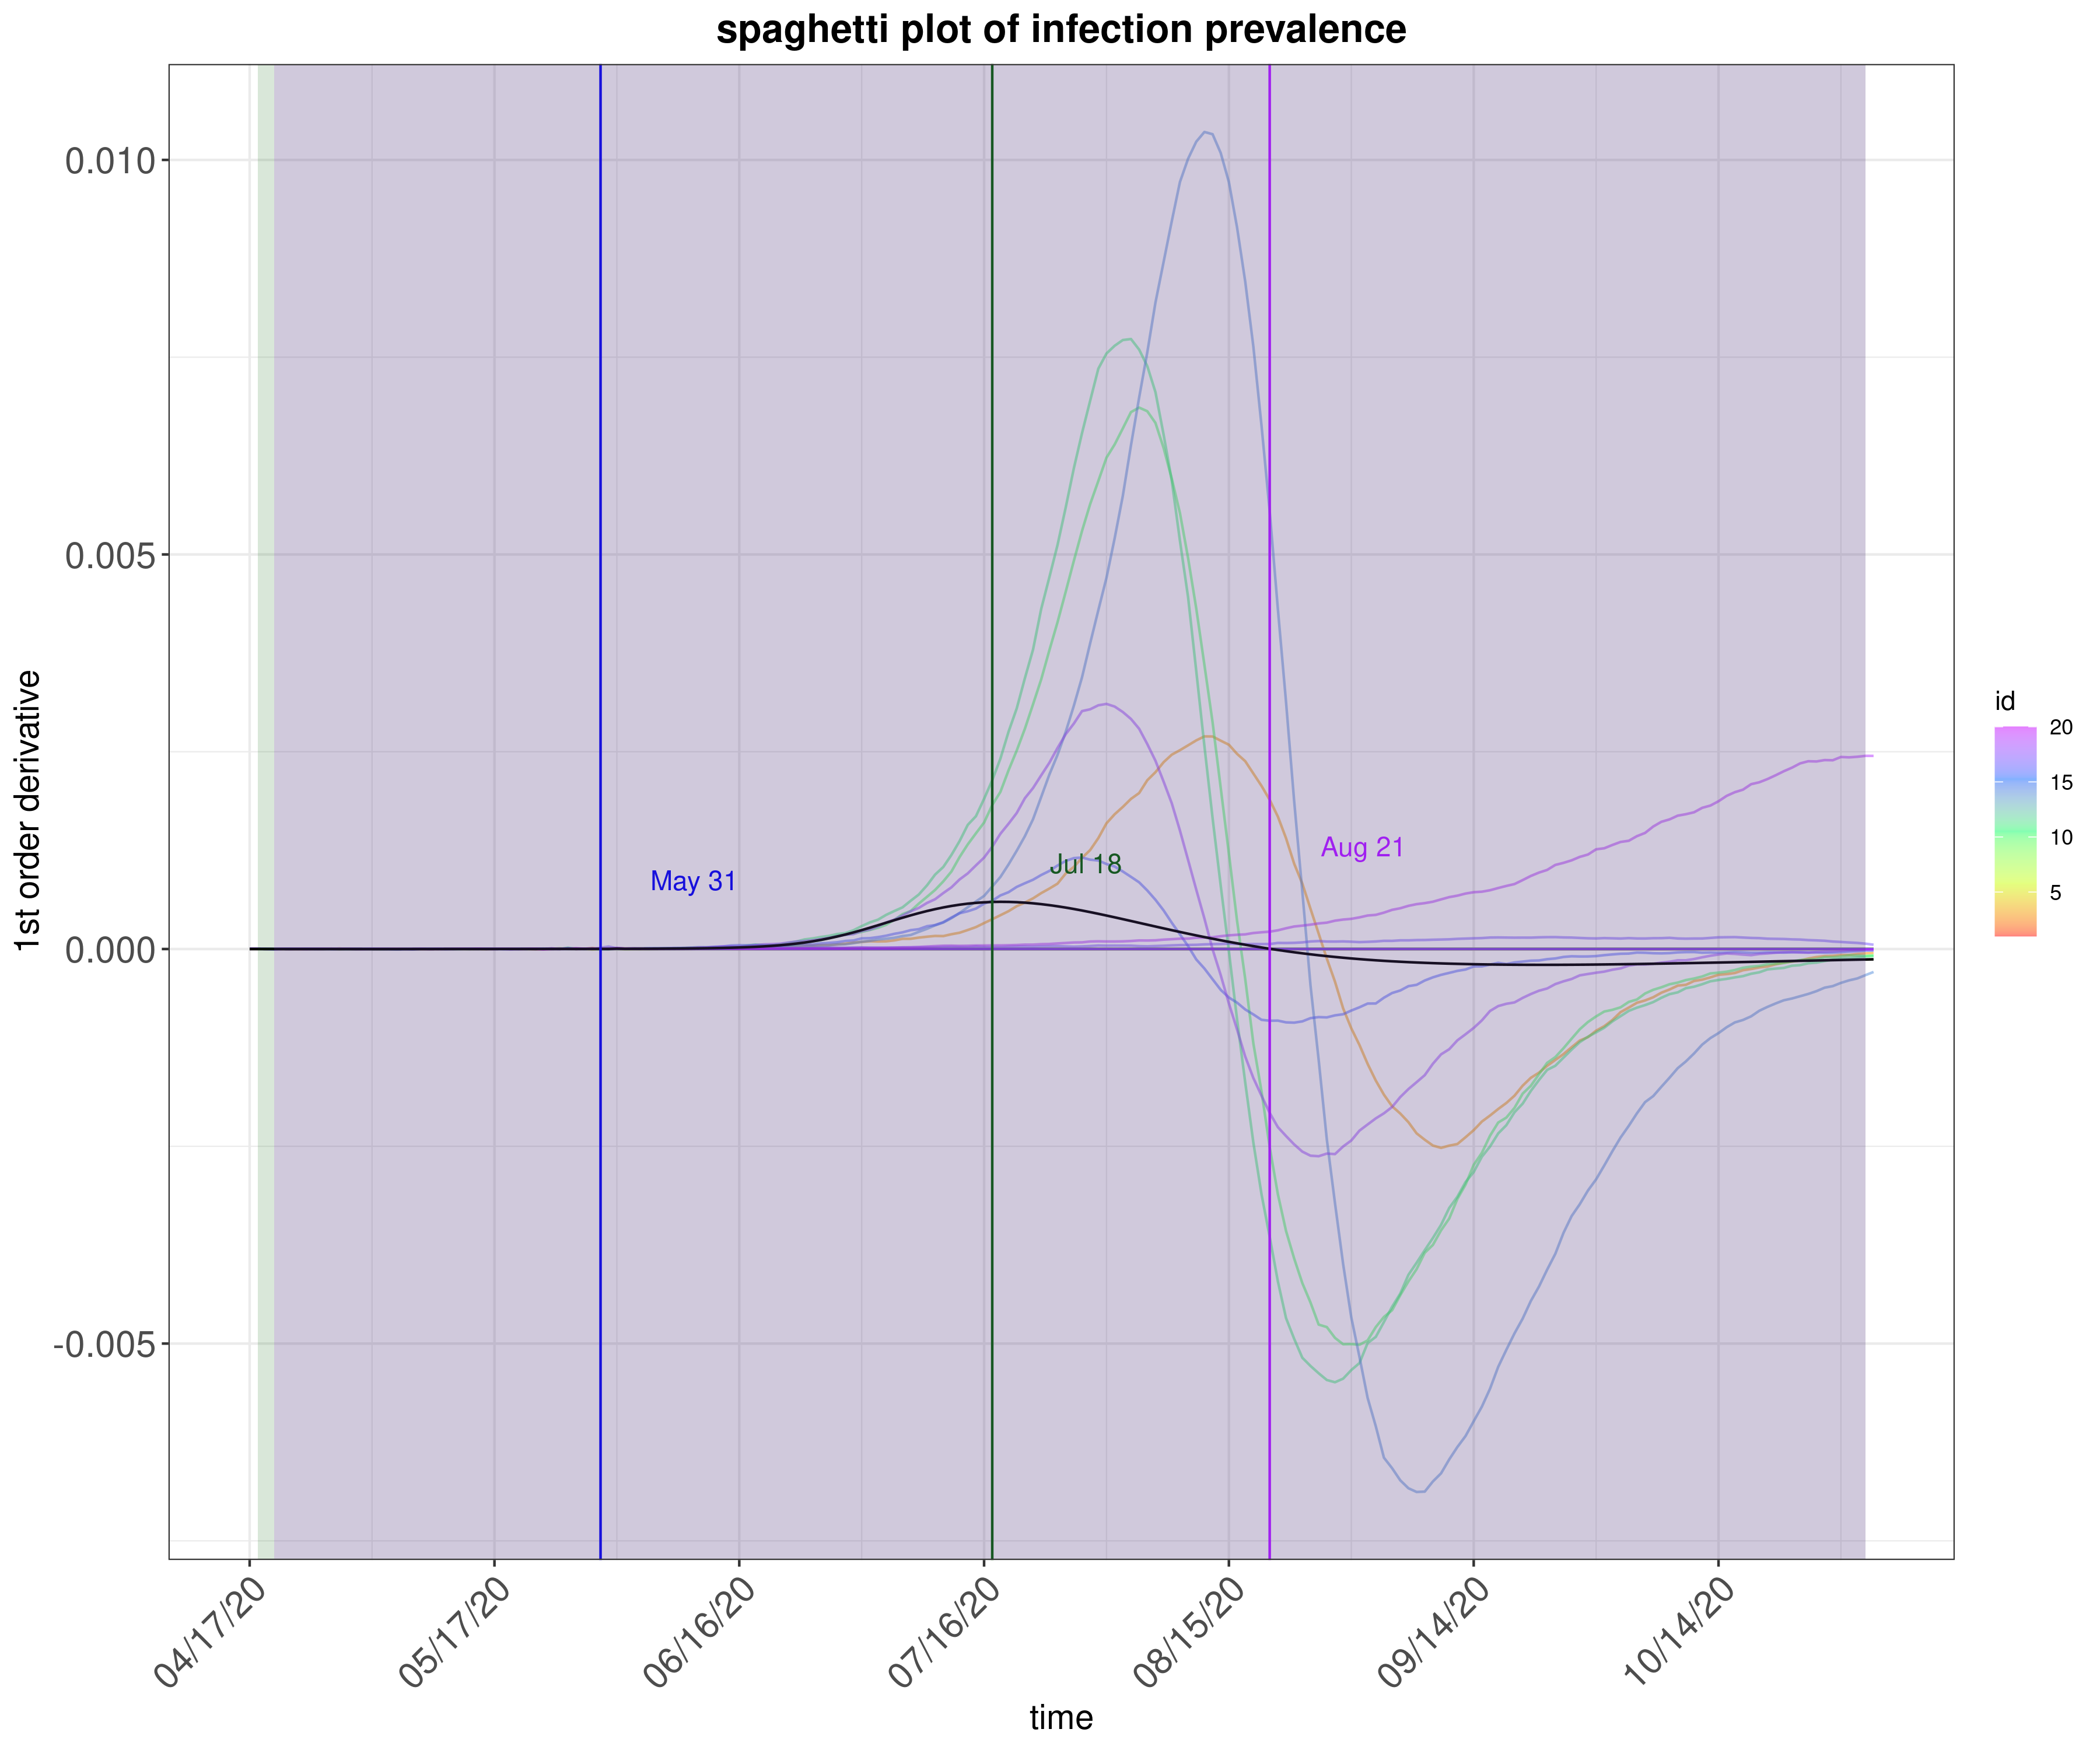 spaghetti plot of infection prevalence
0.010
0.005
0.000
-0.005
1st order derivative
May 31
Jul 18
Aug 21
id
20
15
10
5
04/17/20
05/17/20
06/16/20
07/16/20
08/15/20
09/14/20
10/14/20
time